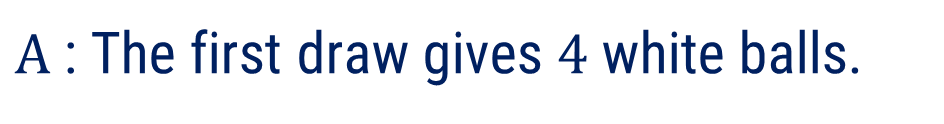 A : The first draw gives 4 white balls.